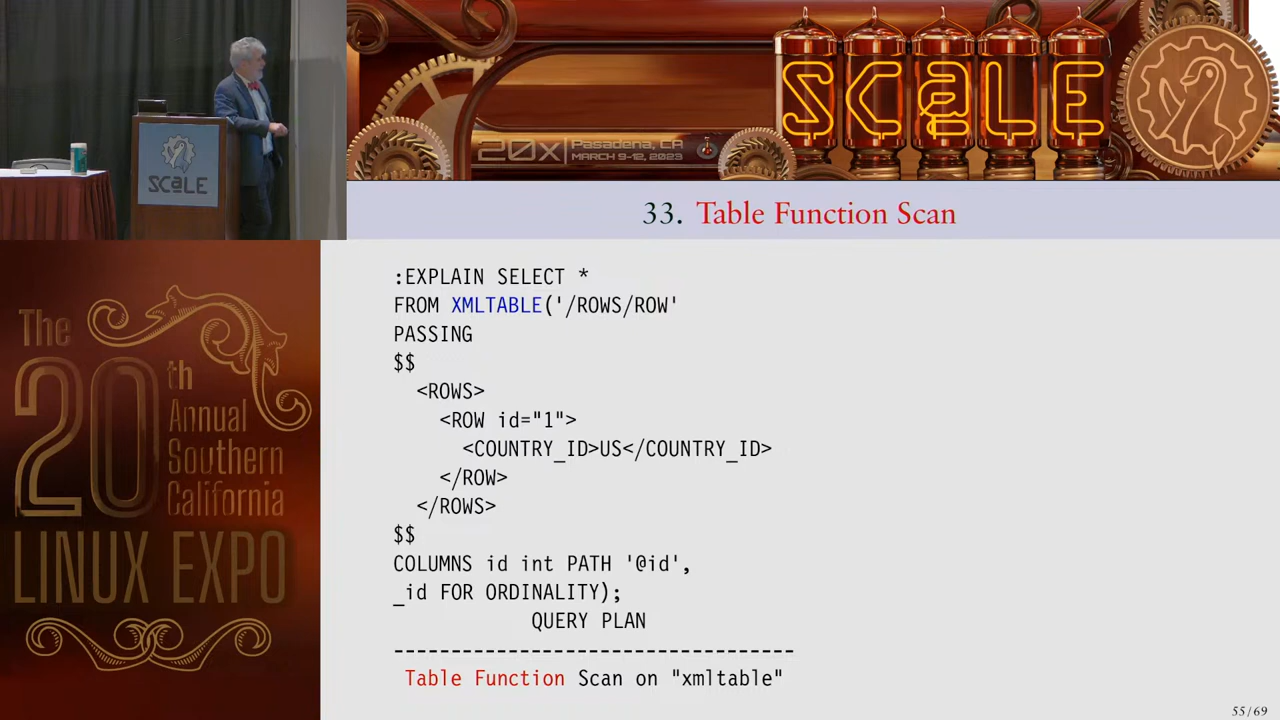 SCaLE
20x
Pasadena, CA
MARCH 9-12, 2023
SCaLE
33. Table Function Scan
The
20th
Annual
Southern
California
LINUX EXPO
:EXPLAIN SELECT *
FROM XMLTABLE('/ROWS/ROW'
PASSING
$$
<ROWS>
<ROW id="1">
<COUNTRY_ID>US</COUNTRY_ID>
</ROW>
</ROWS>
$$
COLUMNS id int PATH '@id',
_id FOR ORDINALITY);
QUERY PLAN
-----------------------------------
Table Function Scan on "xmltable"
55/69